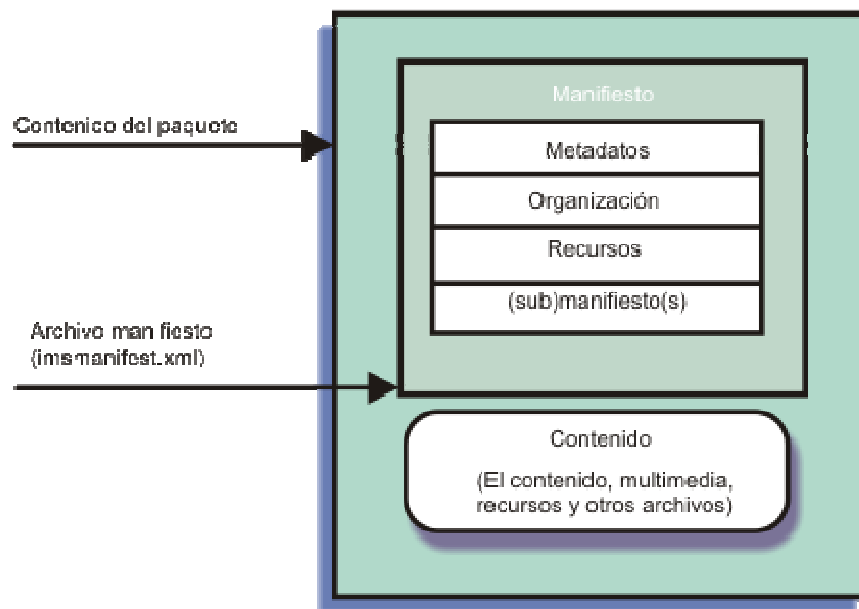 Manifiesto
Contenico del paquete
Metadatos
Organización
Recursos
(sub)manifiesto(s)
Archivo man fiesto
(imsmanifest.xml)
Contenido
(El contenido, multimedia,
recursos y otros archivos)